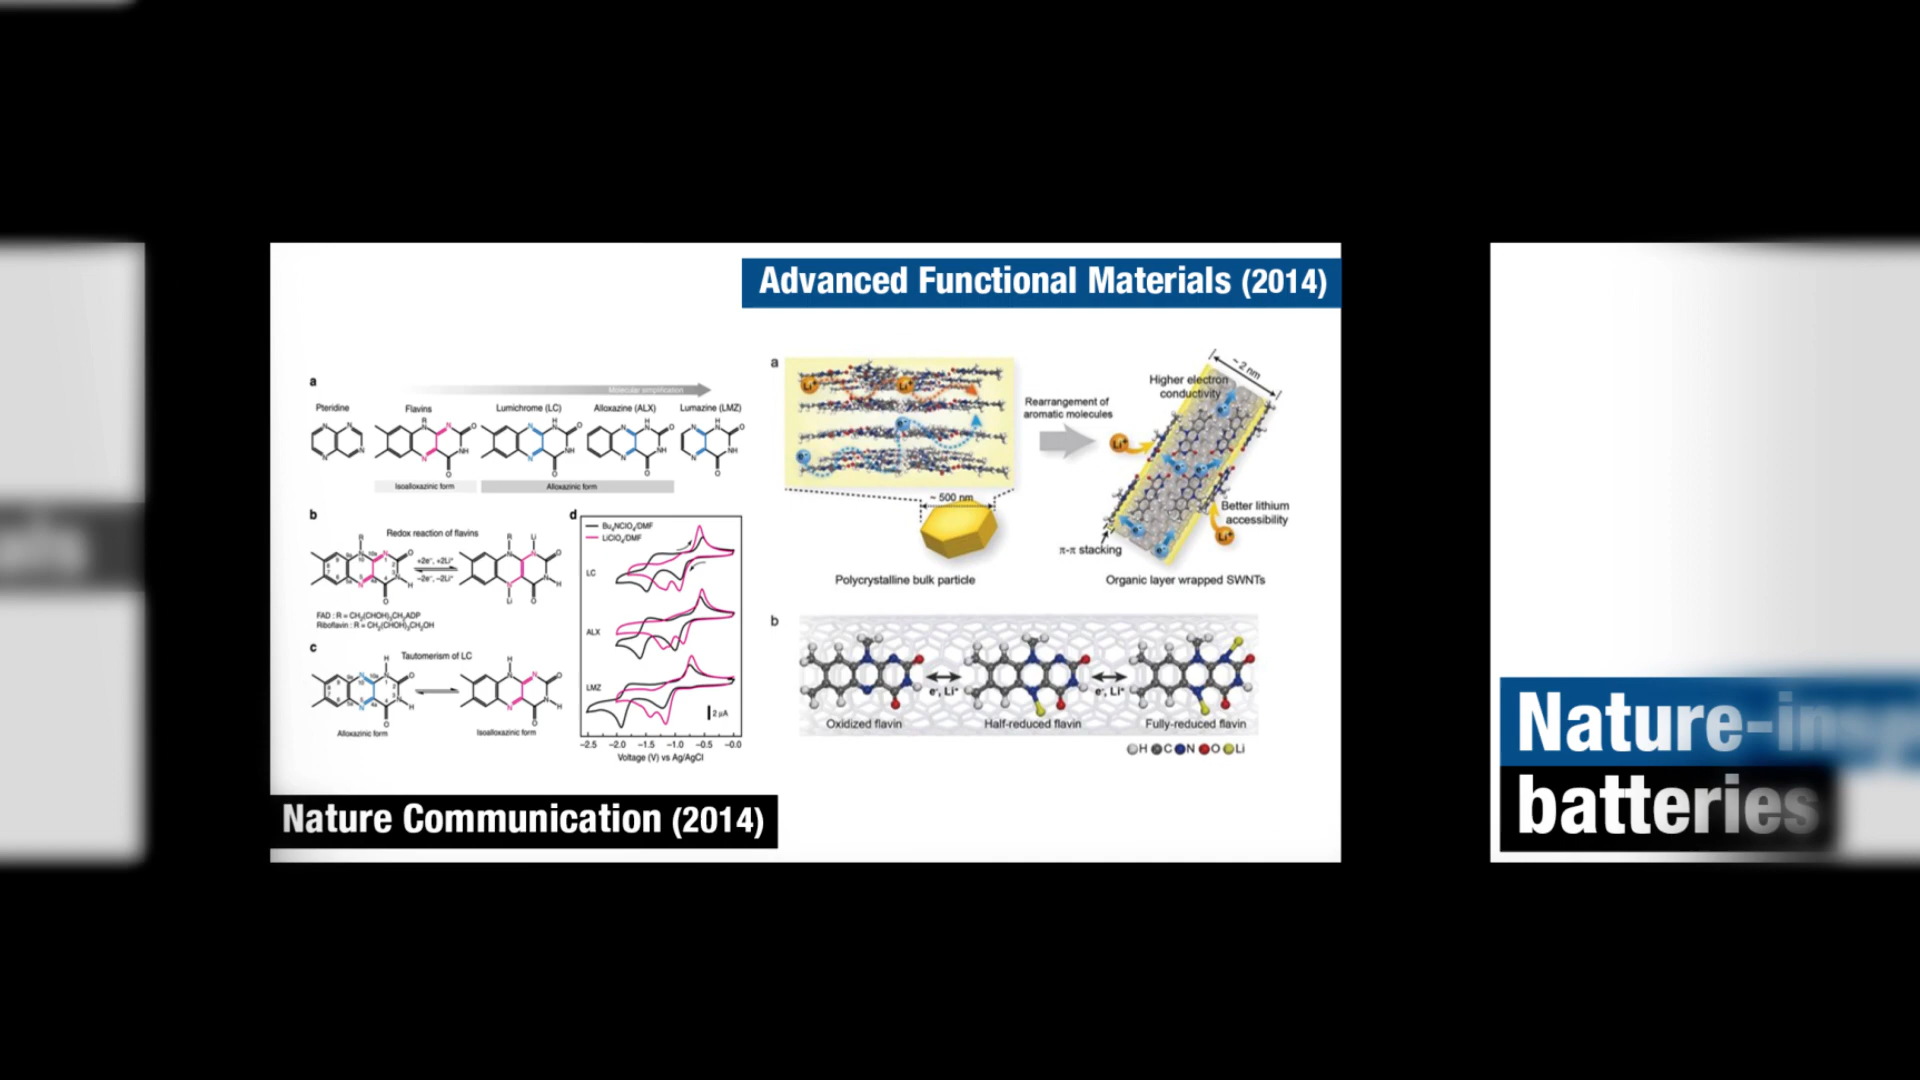 Advanced Functional Materials (2014)
a
Molecular simplification
Pteridine
Flavins
Lumichrome (LC)
Alloxazine (ALX)
Lumazine (LMZ)
Isoalloxazinic form
Alloxazinic form
b
Redox reaction of flavins
+2e⁻, +2Li⁺
−2e⁻, −2Li⁺
FAD : R = CH₂(CHOH)₃CH₂ADP
Riboflavin : R = CH₂(CHOH)₃CH₂OH
c
Tautomerism of LC
Alloxazinic form
Isoalloxazinic form
d
Bu₄NClO₄/DMF
LiClO₄/DMF
LC
ALX
LMZ
2 μA
−2.5 −2.0 −1.5 −1.0 −0.5 −0.0
Voltage (V) vs Ag/AgCl
Nature Communication (2014)
a
Li⁺ Li⁺
e⁻
e⁻
~ 500 nm
Polycrystalline bulk particle
Rearrangement of
aromatic molecules
~ 2 nm
Higher electron
conductivity
Li⁺
Better lithium
accessibility
Li⁺
π-π stacking
Organic layer wrapped SWNTs
b
e⁻, Li⁺
e⁻, Li⁺
Oxidized flavin
Half-reduced flavin
Fully-reduced flavin
H C N O Li
batteries